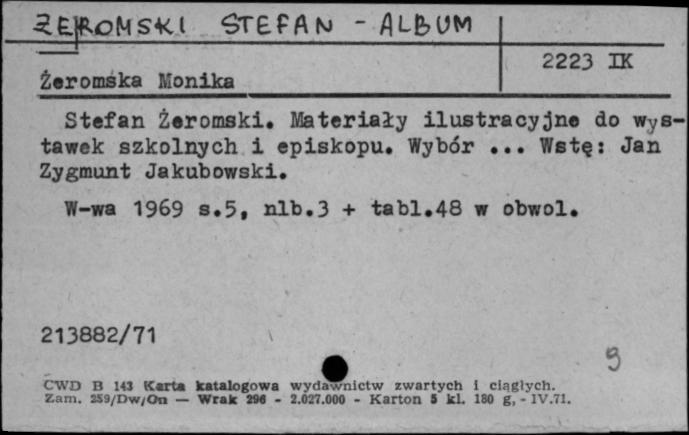 ŻEROMSKI STEFAN - ALBUM
2223 IK
Żeromska Monika
Stefan Żeromski. Materiały ilustracyjne do wys-
tawek szkolnych i episkopu. Wybór ... Wstę: Jan
Zygmunt Jakubowski.
W-wa 1969 s.5, nlb.3 + tabl.48 w obwol.
213882/71
9
CWD B 143 Karta katalogowa wydawnictw zwartych i ciągłych.
Zam. 259/Dw/On — Wrak 296 - 2.027.000 - Karton 5 kl. 180 g, - IV.71.